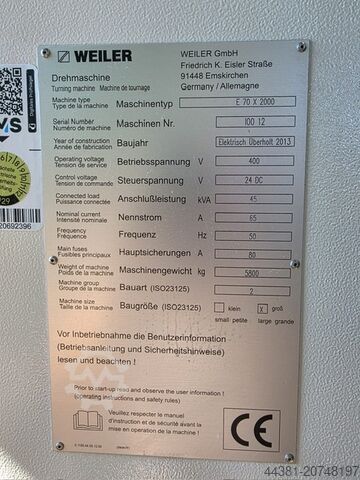 WEILER
WEILER GmbH
Friedrich K. Eisler Straße
91448 Emskirchen
Germany / Allemagne
Drehmaschine
Turning machine Machine de tournage
Machine type
Type de la machine
Maschinentyp
E 70 X 2000
Serial Number
Numéro de machine
Maschinen Nr.
I00 12
Year of construction
Année de construction
Baujahr
Elektrisch Überholt 2013
Operating voltage
Tension de service
Betriebsspannung V 400
Control voltage
Tension de commande
Steuerspannung V 24 DC
Connected load
Puissance connectée
Anschlußleistung kVA 45
Nominal current
Intensité nominale
Nennstrom A 65
Frequency
Fréquence
Frequenz Hz 50
Main fuses
Fusibles principaux
Hauptsicherungen A 80
Weight of machine
Poids de machine
Maschinengewicht kg 5800
Machine group
Groupe de la machine
Bauart (ISO23125) 2
Machine size
Taille de la machine
Baugröße (ISO23125) klein X groß
small petite large grande
Vor Inbetriebnahme die Benutzerinformation
(Betriebsanleitung und Sicherheitshinweise)
lesen und beachten !
Prior to start-up read and observe the user information !
(operating instructions and safety rules)
Veuillez respecter le manuel
d'instruction et de sécurité avant la
mise en service de la machine.
CE
MS
20692396
44381-20748197